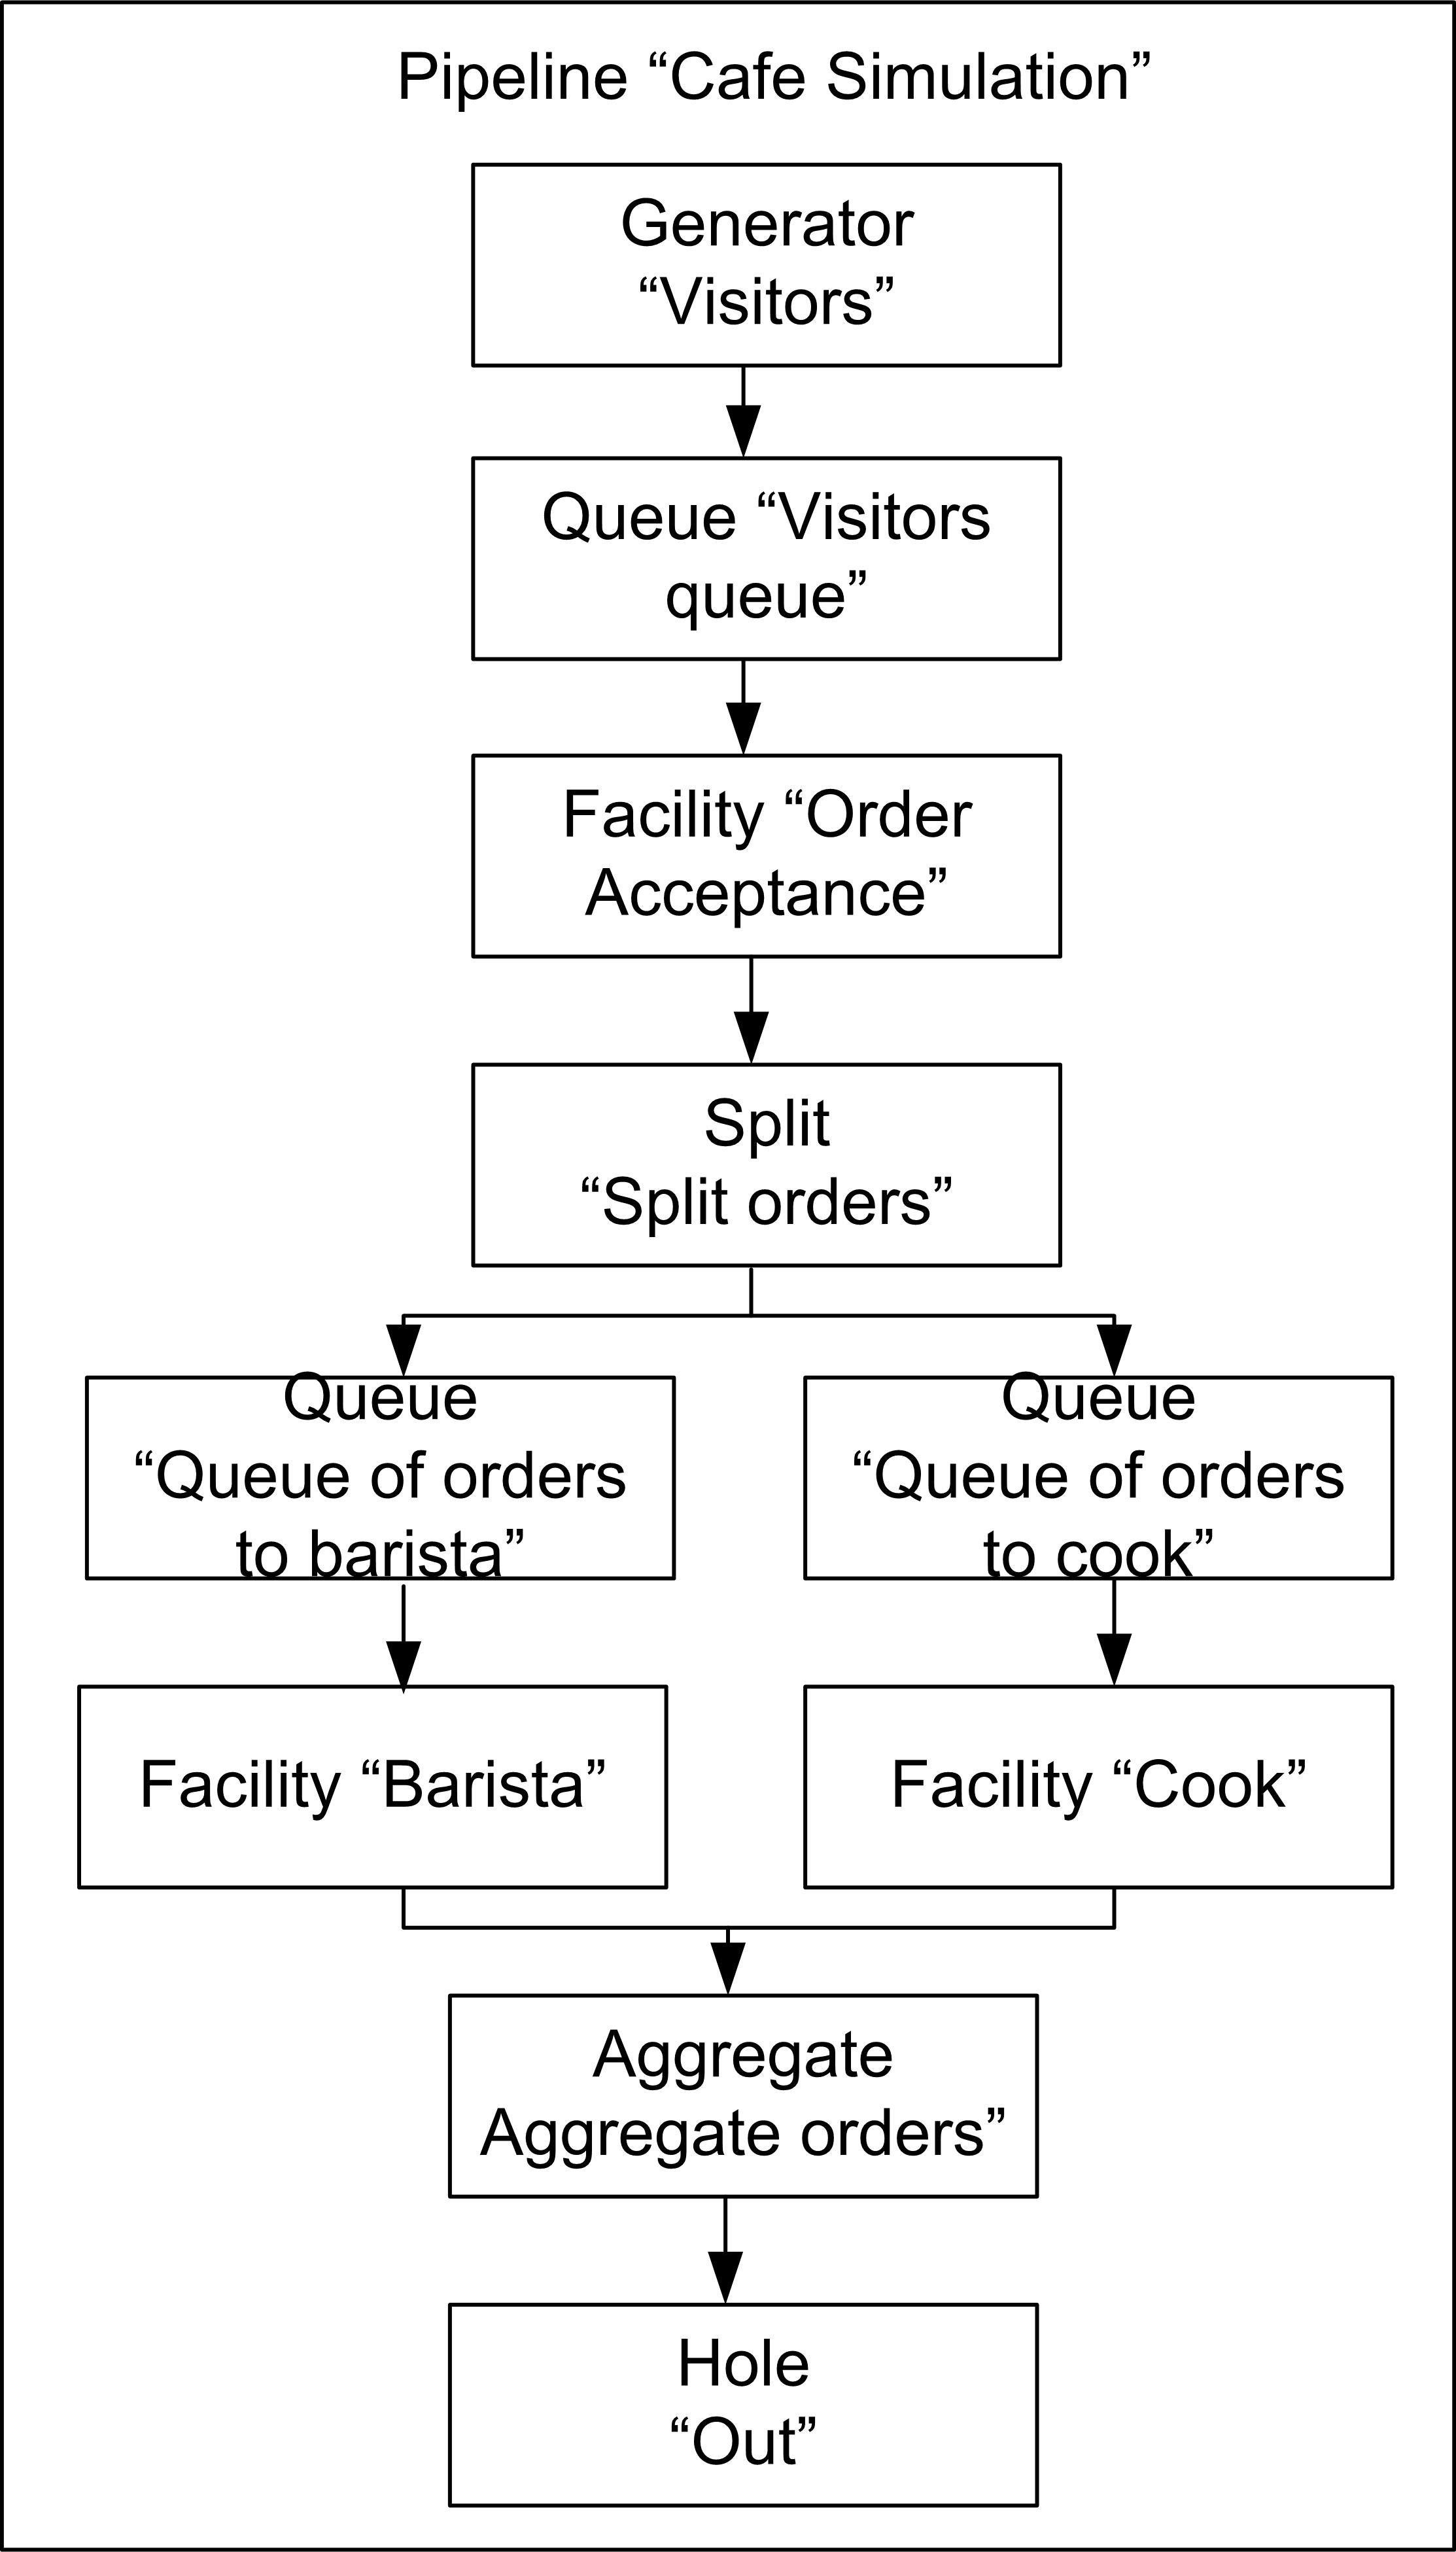 Pipeline “Cafe Simulation”
Generator
“Visitors”
Queue “Visitors
queue”
Facility “Order
Acceptance”
Split
“Split orders”
Queue
“Queue of orders
to barista”
Queue
“Queue of orders
to cook”
Facility “Barista”
Facility “Cook”
Aggregate
Aggregate orders”
Hole
“Out”